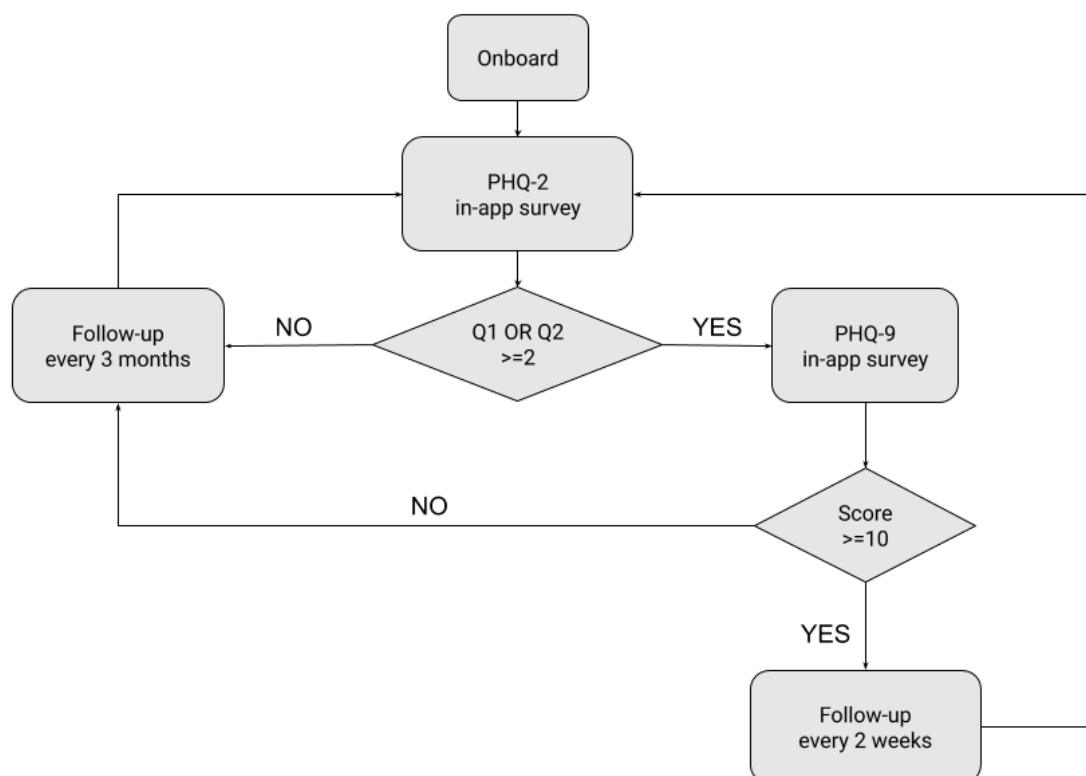 Onboard
PHQ-2
in-app survey
Follow-up
every 3 months
NO
Q1 OR Q2
>=2
YES
PHQ-9
in-app survey
NO
Score
>=10
YES
Follow-up
every 2 weeks